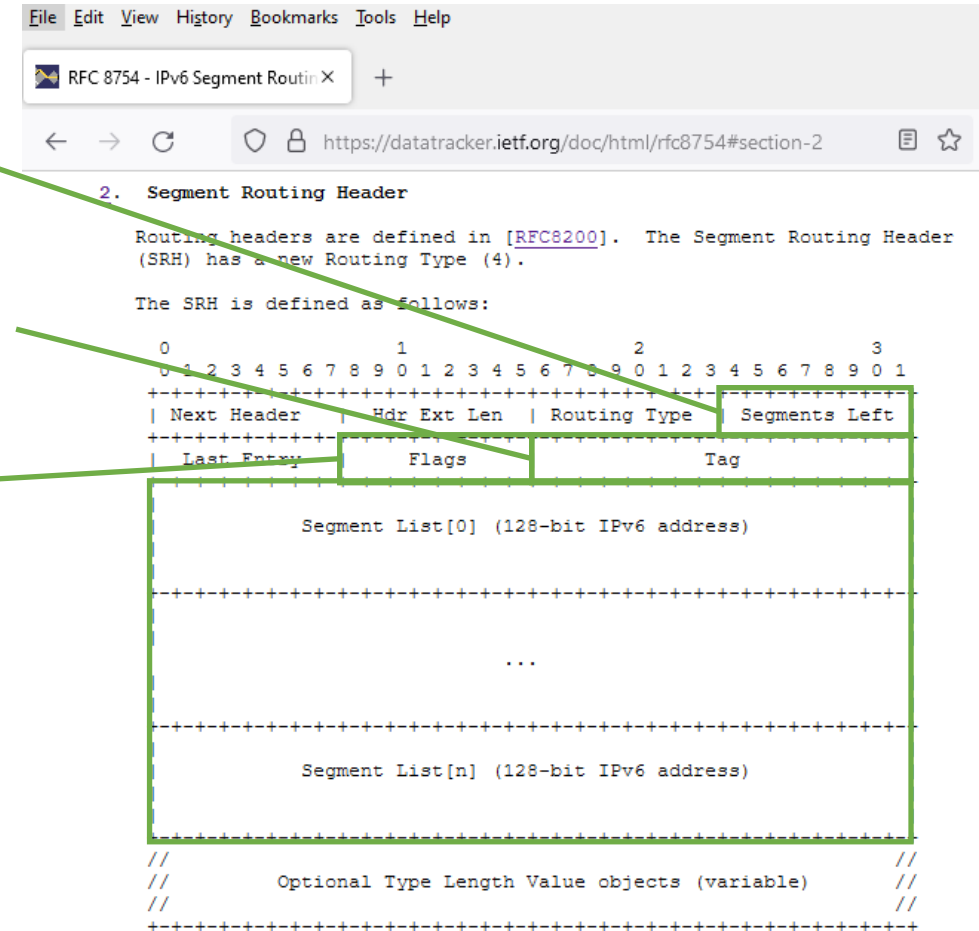 File Edit View History Bookmarks Tools Help
RFC 8754 - IPv6 Segment Routin
https://datatracker.ietf.org/doc/html/rfc8754#section-2
2. Segment Routing Header
Routing headers are defined in [RFC8200]. The Segment Routing Header
(SRH) has a new Routing Type (4).
The SRH is defined as follows:
0 1 2 3
0 1 2 3 4 5 6 7 8 9 0 1 2 3 4 5 6 7 8 9 0 1 2 3 4 5 6 7 8 9 0 1
+-+-+-+-+-+-+-+-+-+-+-+-+-+-+-+-+-+-+-+-+-+-+-+-+-+-+-+-+-+-+-+-+
| Next Header | Hdr Ext Len | Routing Type | Segments Left
+-+-+-+-+-+-+-+-+-+-+-+-+-+-+-+-+-+-+-+-+-+-+-+-+-+-+-+-+-+-+-+-+
| Last Entry | Flags Tag
+-+-+-+-+-+-+-+-+-+-+-+-+-+-+-+-+-+-+-+-+-+-+-+-+-+-+-+-+-+-+-+-+
Segment List[0] (128-bit IPv6 address)
+-+-+-+-+-+-+-+-+-+-+-+-+-+-+-+-+-+-+-+-+-+-+-+-+-+-+-+-+-+-+-+-+
...
+-+-+-+-+-+-+-+-+-+-+-+-+-+-+-+-+-+-+-+-+-+-+-+-+-+-+-+-+-+-+-+-+
Segment List[n] (128-bit IPv6 address)
+-+-+-+-+-+-+-+-+-+-+-+-+-+-+-+-+-+-+-+-+-+-+-+-+-+-+-+-+-+-+-+-+
// //
// Optional Type Length Value objects (variable) //
// //
+-+-+-+-+-+-+-+-+-+-+-+-+-+-+-+-+-+-+-+-+-+-+-+-+-+-+-+-+-+-+-+-+